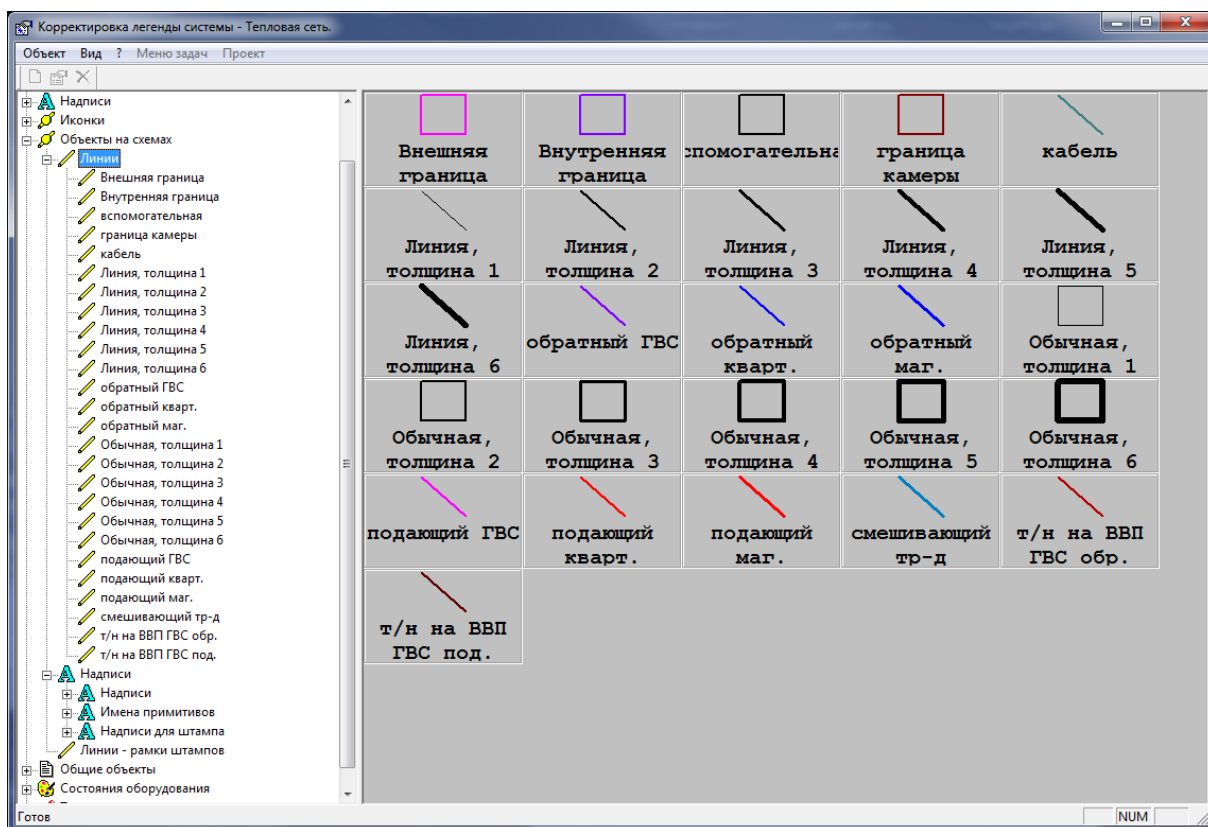 Корректировка легенды системы - Тепловая сеть.
Объект Вид ? Меню задач Проект
Надписи
Иконки
Объекты на схемах
Линии
Внешняя граница
Внутренняя граница
вспомогательная
граница камеры
кабель
Линия, толщина 1
Линия, толщина 2
Линия, толщина 3
Линия, толщина 4
Линия, толщина 5
Линия, толщина 6
обратный ГВС
обратный кварт.
обратный маг.
Обычная, толщина 1
Обычная, толщина 2
Обычная, толщина 3
Обычная, толщина 4
Обычная, толщина 5
Обычная, толщина 6
подающий ГВС
подающий кварт.
подающий маг.
смешивающий тр-д
т/н на ВВП ГВС обр.
т/н на ВВП ГВС под.
Надписи
Надписи
Имена примитивов
Надписи для штампа
Линии - рамки штампов
Общие объекты
Состояния оборудования
Внешняя
граница
Внутренняя
граница
спомогательна
граница
камеры
кабель
Линия,
толщина 1
Линия,
толщина 2
Линия,
толщина 3
Линия,
толщина 4
Линия,
толщина 5
Линия,
толщина 6
обратный ГВС
обратный
кварт.
обратный
маг.
Обычная,
толщина 1
Обычная,
толщина 2
Обычная,
толщина 3
Обычная,
толщина 4
Обычная,
толщина 5
Обычная,
толщина 6
подающий ГВС
подающий
кварт.
подающий
маг.
смешивающий
тр-д
т/н на ВВП
ГВС обр.
т/н на ВВП
ГВС под.
Готов
NUM